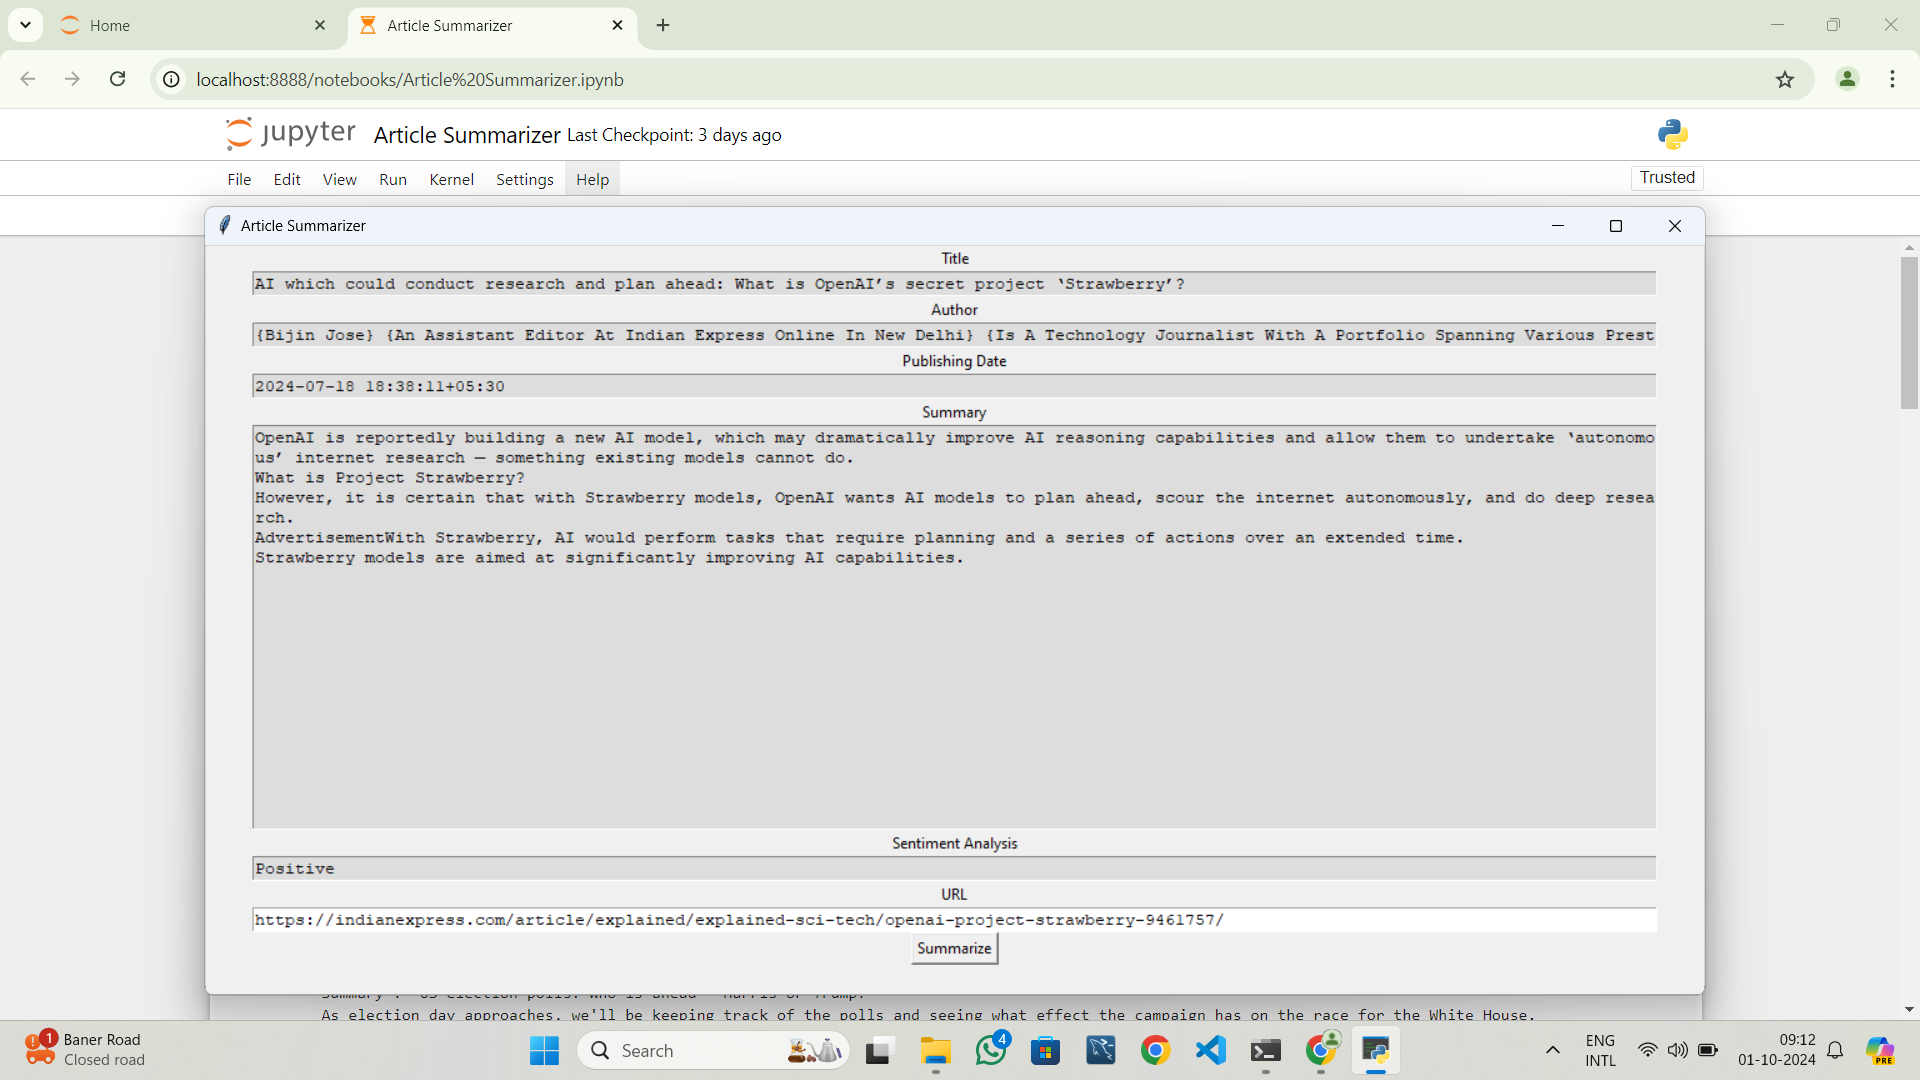 Home
Article Summarizer
localhost:8888/notebooks/Article%20Summarizer.ipynb
jupyter Article Summarizer Last Checkpoint: 3 days ago
File Edit View Run Kernel Settings Help
Trusted
Article Summarizer
Title
AI which could conduct research and plan ahead: What is OpenAI’s secret project ‘Strawberry’?
Author
{Bijin Jose} {An Assistant Editor At Indian Express Online In New Delhi} {Is A Technology Journalist With A Portfolio Spanning Various Prest
Publishing Date
2024-07-18 18:38:11+05:30
Summary
OpenAI is reportedly building a new AI model, which may dramatically improve AI reasoning capabilities and allow them to undertake ‘autonomo
us’ internet research — something existing models cannot do.
What is Project Strawberry?
However, it is certain that with Strawberry models, OpenAI wants AI models to plan ahead, scour the internet autonomously, and do deep resea
rch.
AdvertisementWith Strawberry, AI would perform tasks that require planning and a series of actions over an extended time.
Strawberry models are aimed at significantly improving AI capabilities.
Sentiment Analysis
Positive
URL
https://indianexpress.com/article/explained/explained-sci-tech/openai-project-strawberry-9461757/
Summarize
As election day approaches, we'll be keeping track of the polls and seeing what effect the campaign has on the race for the White House.
1
Baner Road
Closed road
Search
4
ENG
INTL
09:12
01-10-2024
PRE